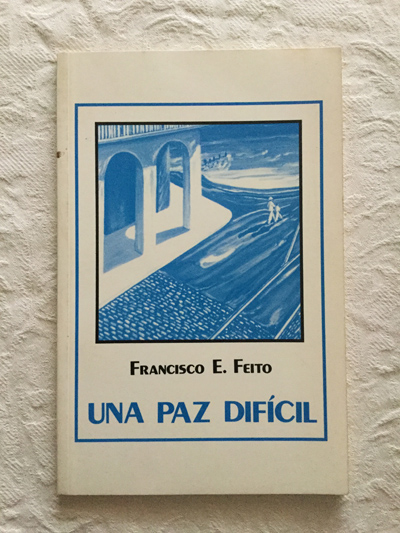 FRANCISCO E. FEITO
UNA PAZ DIFÍCIL